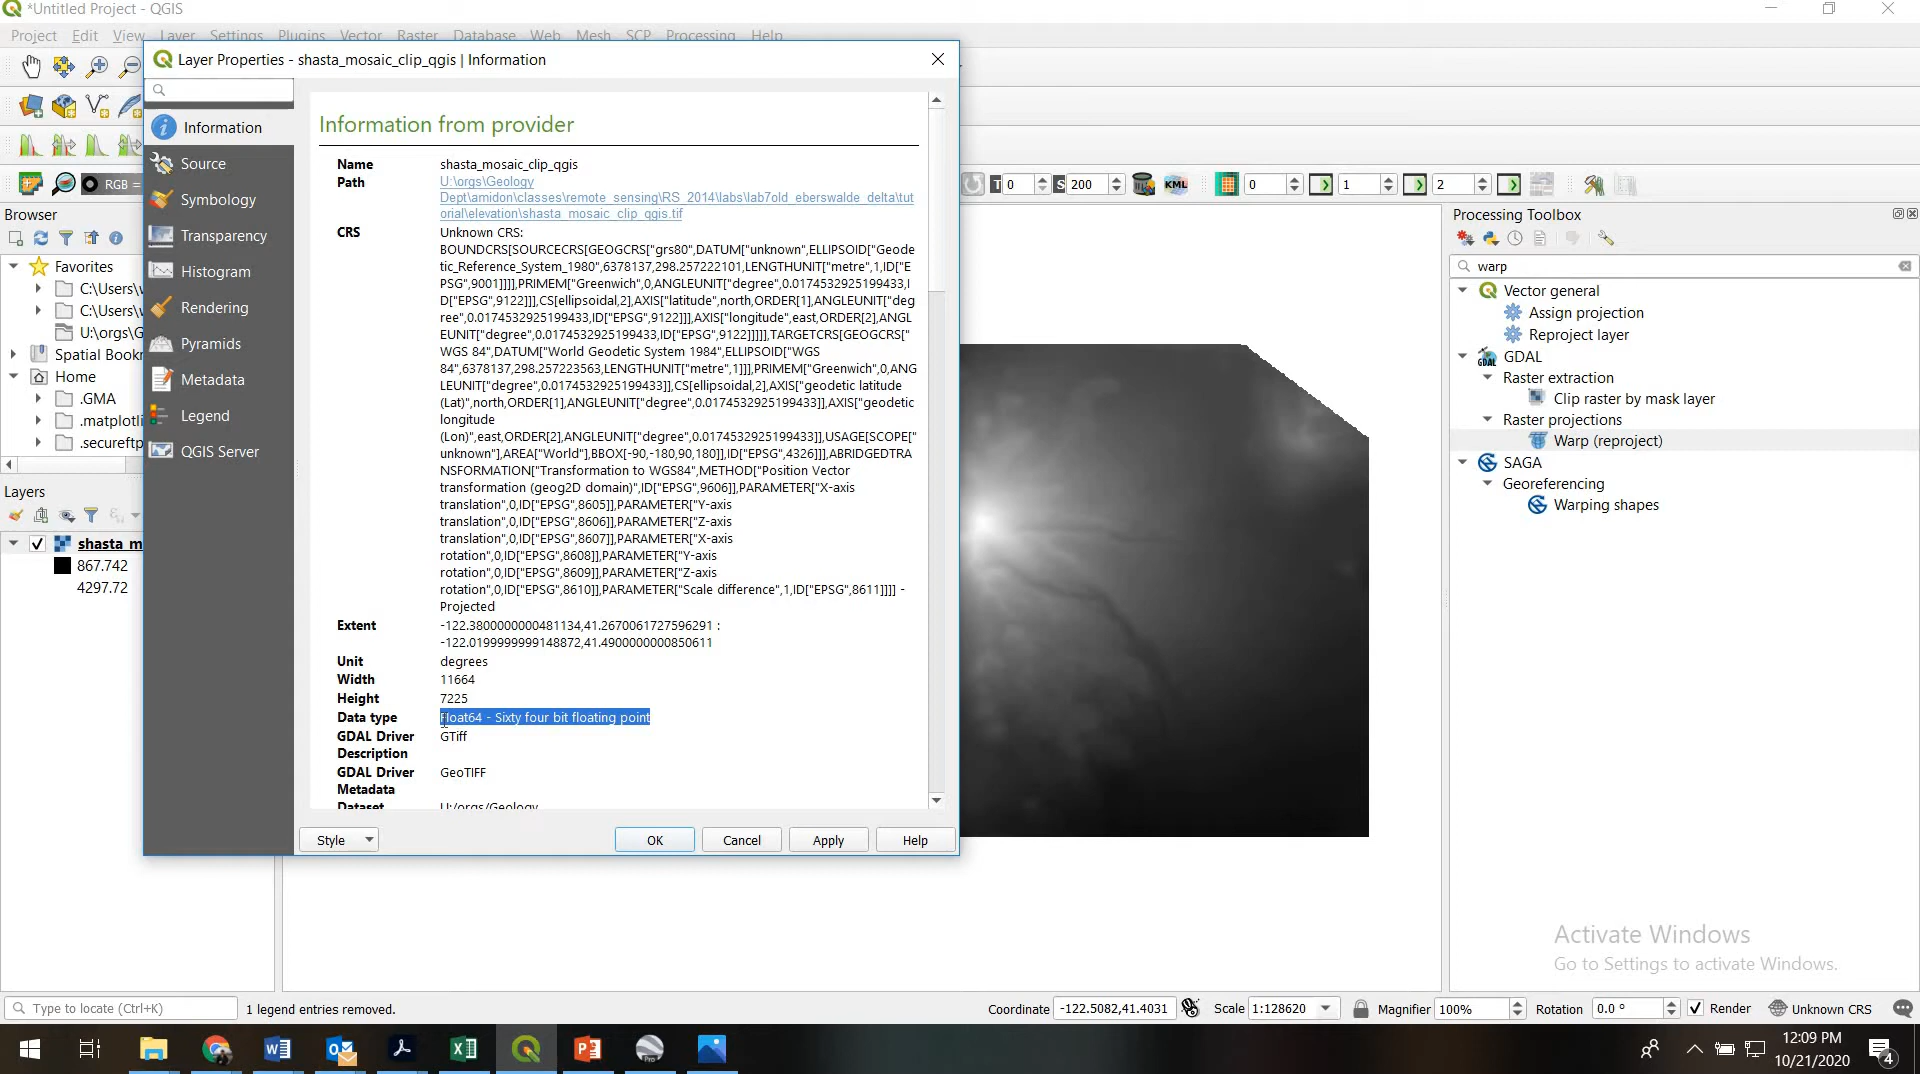 *Untitled Project - QGIS
Project Edit View Layer Settings Plugins Vector Raster Database Web Mesh SCP Processing Help
Layer Properties - shasta_mosaic_clip_qgis | Information
Information
Source
Symbology
Transparency
Histogram
Rendering
Pyramids
Metadata
Legend
QGIS Server
Information from provider
Name shasta_mosaic_clip_qgis
Path U:\orgs\Geology
Dept\amidon\classes\remote_sensing\RS_2014\labs\lab7old_eberswalde_delta\tut
orial\elevation\shasta_mosaic_clip_qgis.tif
CRS Unknown CRS:
BOUNDCRS[SOURCECRS[GEOGCRS["grs80",DATUM["unknown",ELLIPSOID["Geode
tic_Reference_System_1980",6378137,298.257222101,LENGTHUNIT["metre",1,ID["E
PSG",9001]]]],PRIMEM["Greenwich",0,ANGLEUNIT["degree",0.0174532925199433,I
D["EPSG",9122]]],CS[ellipsoidal,2],AXIS["latitude",north,ORDER[1],ANGLEUNIT["deg
ree",0.0174532925199433,ID["EPSG",9122]]],AXIS["longitude",east,ORDER[2],ANGL
EUNIT["degree",0.0174532925199433,ID["EPSG",9122]]]]],TARGETCRS[GEOGCRS["
WGS 84",DATUM["World Geodetic System 1984",ELLIPSOID["WGS
84",6378137,298.257223563,LENGTHUNIT["metre",1]]],PRIMEM["Greenwich",0,ANG
LEUNIT["degree",0.0174532925199433]],CS[ellipsoidal,2],AXIS["geodetic latitude
(Lat)",north,ORDER[1],ANGLEUNIT["degree",0.0174532925199433]],AXIS["geodetic
longitude
(Lon)",east,ORDER[2],ANGLEUNIT["degree",0.0174532925199433]],USAGE[SCOPE["
unknown"],AREA["World"],BBOX[-90,-180,90,180]],ID["EPSG",4326]]],ABRIDGEDTRA
NSFORMATION["Transformation to WGS84",METHOD["Position Vector
transformation (geog2D domain)",ID["EPSG",9606]],PARAMETER["X-axis
translation",0,ID["EPSG",8605]],PARAMETER["Y-axis
translation",0,ID["EPSG",8606]],PARAMETER["Z-axis
translation",0,ID["EPSG",8607]],PARAMETER["X-axis
rotation",0,ID["EPSG",8608]],PARAMETER["Y-axis
rotation",0,ID["EPSG",8609]],PARAMETER["Z-axis
rotation",0,ID["EPSG",8610]],PARAMETER["Scale difference",1,ID["EPSG",8611]]]] -
Projected
Extent -122.3800000000481134,41.2670061727596291 :
-122.0199999999148872,41.4900000000850611
Unit degrees
Width 11664
Height 7225
Data type Float64 - Sixty four bit floating point
GDAL Driver GTiff
Description
GDAL Driver GeoTIFF
Metadata
Dataset U:/orgs/Geology
Style OK Cancel Apply Help
RGB =
T 0 S 200 KML 0 1 2
Browser
Favorites
C:\Users\
C:\Users\
U:\orgs\G
Spatial Book
Home
.GMA
.matplotli
.secureftp
Layers
shasta_m
867.742
4297.72
Processing Toolbox
warp
Vector general
Assign projection
Reproject layer
GDAL
Raster extraction
Clip raster by mask layer
Raster projections
Warp (reproject)
SAGA
Georeferencing
Warping shapes
Activate Windows
Go to Settings to activate Windows.
Type to locate (Ctrl+K) 1 legend entries removed. Coordinate -122.5082,41.4031 Scale 1:128620 Magnifier 100% Rotation 0.0 ° Render Unknown CRS
12:09 PM
10/21/2020
4